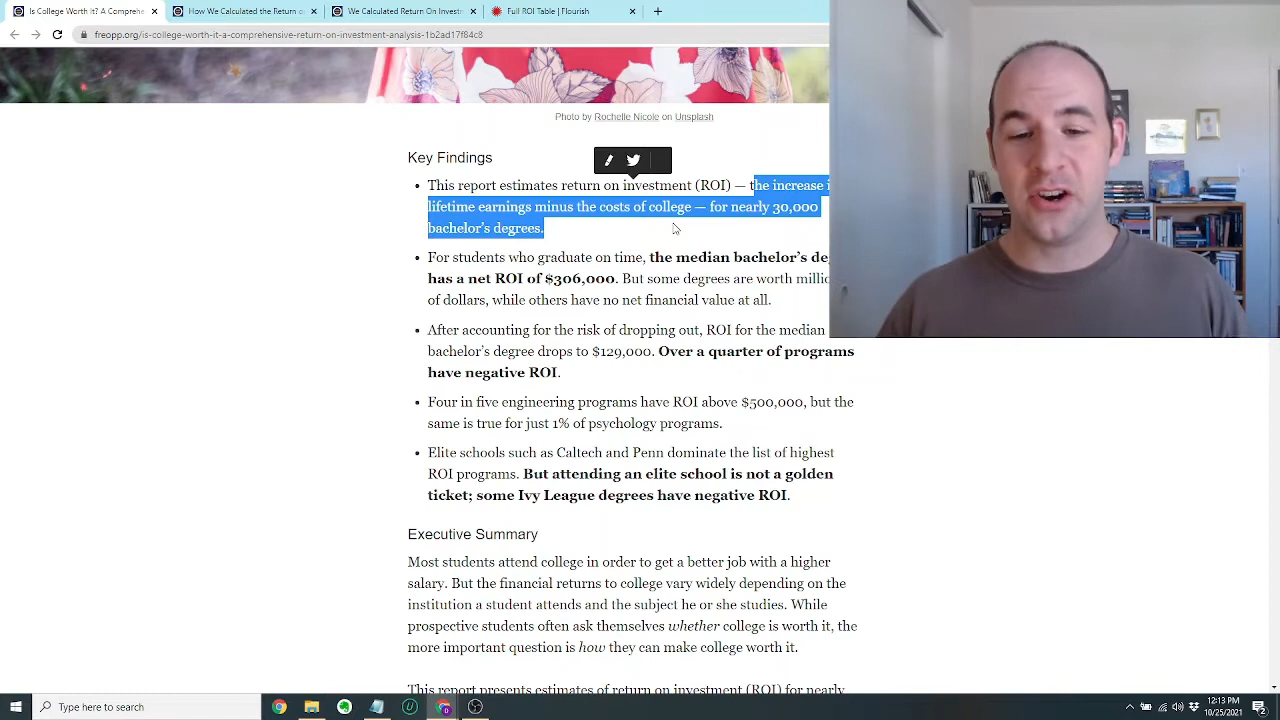 Is College Worth It? A Comprehe
How We Calculated the Return o
We Calculated Return On Invest
Full ROI Table | Flourish
freopp.org/is-college-worth-it-a-comprehensive-return-on-investment-analysis-1b2ad17f84c8
Photo by Rochelle Nicole on Unsplash
Key Findings
• This report estimates return on investment (ROI) — the increase i
lifetime earnings minus the costs of college — for nearly 30,000
bachelor's degrees.
• For students who graduate on time, the median bachelor's de
has a net ROI of $306,000. But some degrees are worth milli
of dollars, while others have no net financial value at all.
• After accounting for the risk of dropping out, ROI for the median
bachelor's degree drops to $129,000. Over a quarter of programs
have negative ROI.
• Four in five engineering programs have ROI above $500,000, but the
same is true for just 1% of psychology programs.
• Elite schools such as Caltech and Penn dominate the list of highest
ROI programs. But attending an elite school is not a golden
ticket; some Ivy League degrees have negative ROI.
Executive Summary
Most students attend college in order to get a better job with a higher
salary. But the financial returns to college vary widely depending on the
institution a student attends and the subject he or she studies. While
prospective students often ask themselves whether college is worth it, the
more important question is how they can make college worth it.
This report presents estimates of return on investment (ROI) for nearly
Type here to search
12:13 PM
10/25/2021